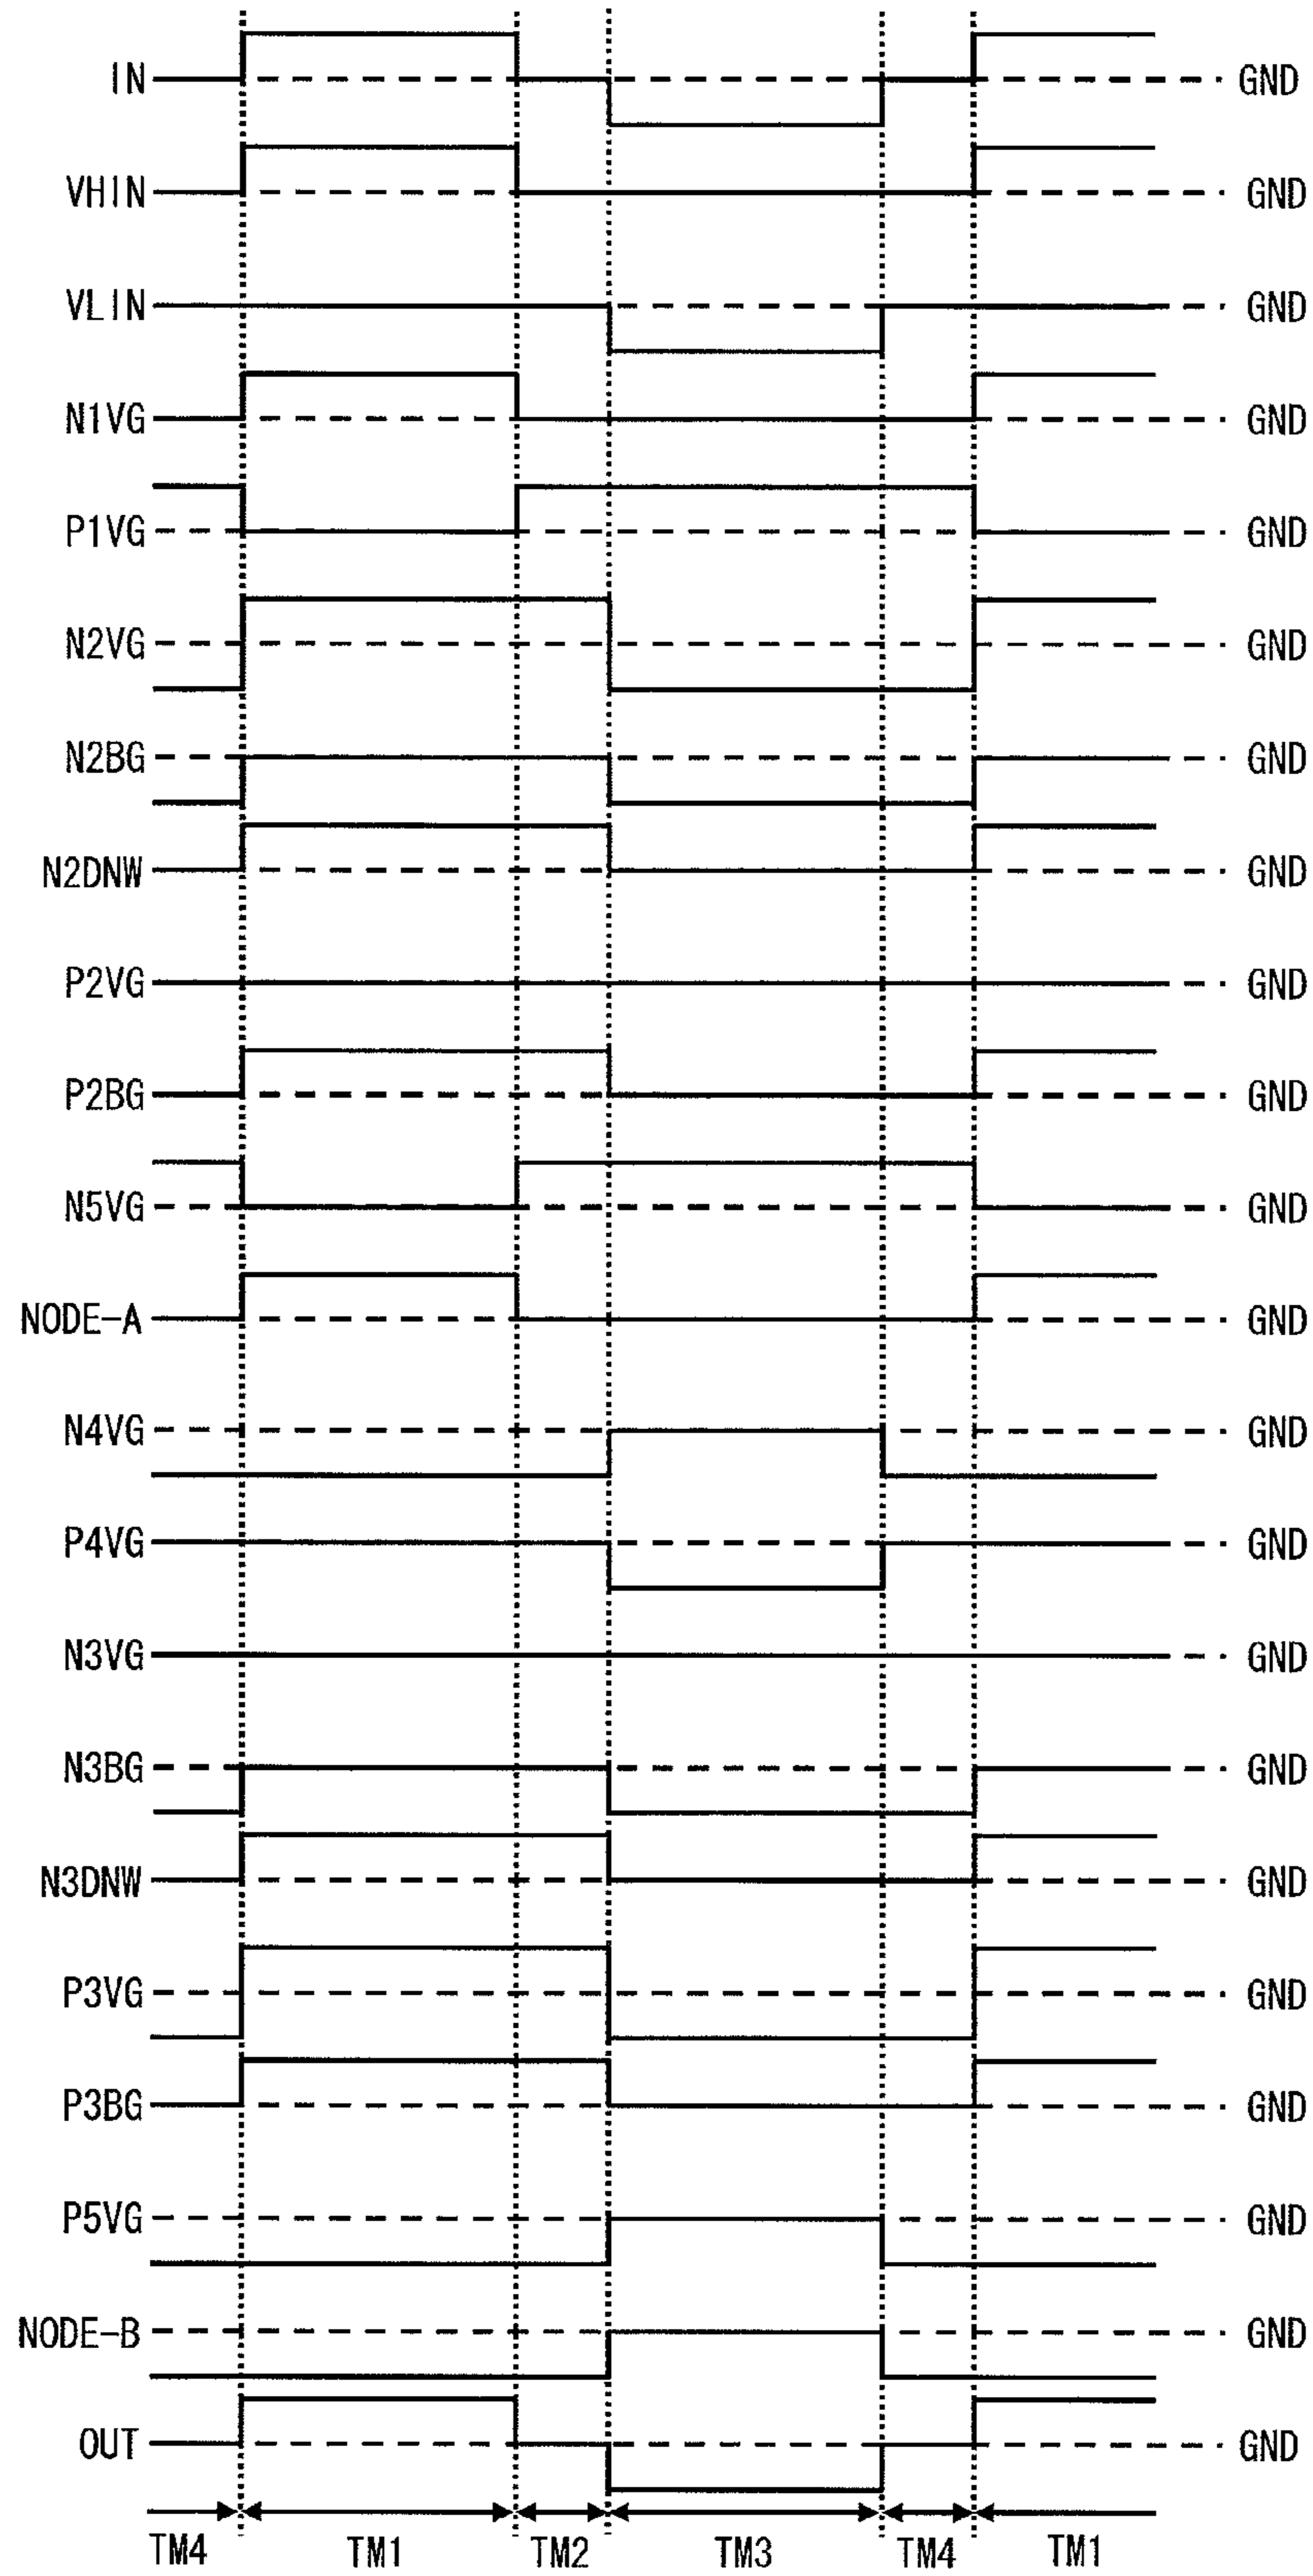 IN GND
VHIN GND
VLIN GND
N1VG GND
P1VG GND
N2VG GND
N2BG GND
N2DNW GND
P2VG GND
P2BG GND
N5VG GND
NODE-A GND
N4VG GND
P4VG GND
N3VG GND
N3BG GND
N3DNW GND
P3VG GND
P3BG GND
P5VG GND
NODE-B GND
OUT GND
TM4 TM1 TM2 TM3 TM4 TM1